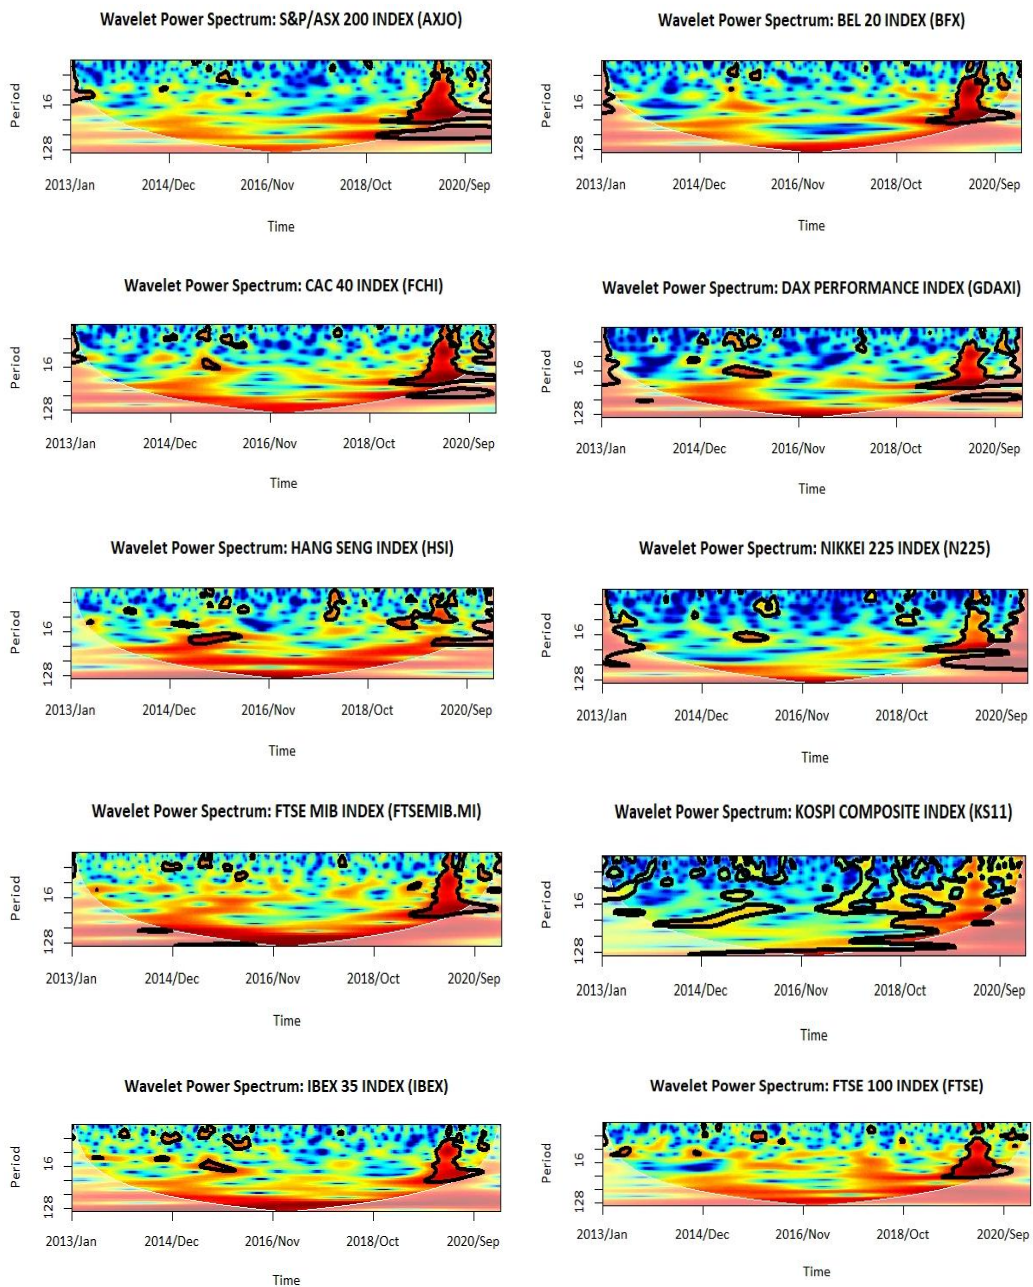 Wavelet Power Spectrum: S&P/ASX 200 INDEX (AXJO)
Period
16
128
2013/Jan 2014/Dec 2016/Nov 2018/Oct 2020/Sep
Time
Wavelet Power Spectrum: BEL 20 INDEX (BFX)
Period
16
128
2013/Jan 2014/Dec 2016/Nov 2018/Oct 2020/Sep
Time
Wavelet Power Spectrum: CAC 40 INDEX (FCHI)
Period
16
128
2013/Jan 2014/Dec 2016/Nov 2018/Oct 2020/Sep
Time
Wavelet Power Spectrum: DAX PERFORMANCE INDEX (GDAXI)
Period
16
128
2013/Jan 2014/Dec 2016/Nov 2018/Oct 2020/Sep
Time
Wavelet Power Spectrum: HANG SENG INDEX (HSI)
Period
16
128
2013/Jan 2014/Dec 2016/Nov 2018/Oct 2020/Sep
Time
Wavelet Power Spectrum: NIKKEI 225 INDEX (N225)
Period
16
128
2013/Jan 2014/Dec 2016/Nov 2018/Oct 2020/Sep
Time
Wavelet Power Spectrum: FTSE MIB INDEX (FTSEMIB.MI)
Period
16
128
2013/Jan 2014/Dec 2016/Nov 2018/Oct 2020/Sep
Time
Wavelet Power Spectrum: KOSPI COMPOSITE INDEX (KS11)
Period
16
128
2013/Jan 2014/Dec 2016/Nov 2018/Oct 2020/Sep
Time
Wavelet Power Spectrum: IBEX 35 INDEX (IBEX)
Period
16
128
2013/Jan 2014/Dec 2016/Nov 2018/Oct 2020/Sep
Time
Wavelet Power Spectrum: FTSE 100 INDEX (FTSE)
Period
16
128
2013/Jan 2014/Dec 2016/Nov 2018/Oct 2020/Sep
Time